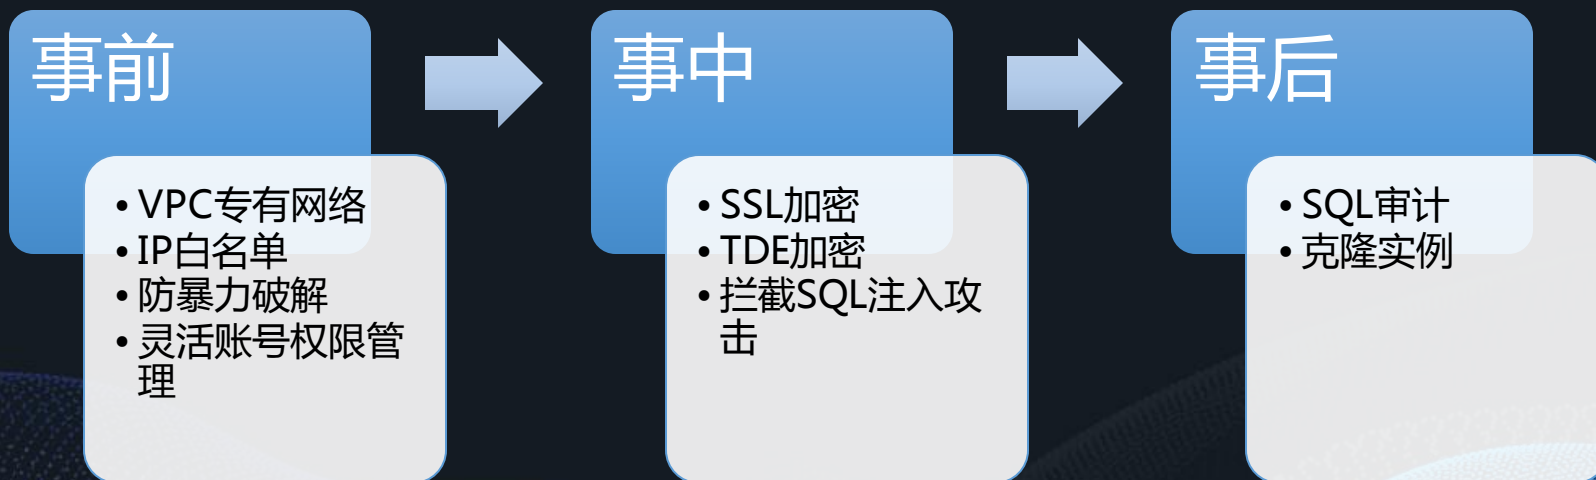 事前
• VPC专有网络
• IP白名单
• 防暴力破解
• 灵活账号权限管
理
事中
• SSL加密
• TDE加密
• 拦截SQL注入攻
击
事后
• SQL审计
• 克隆实例